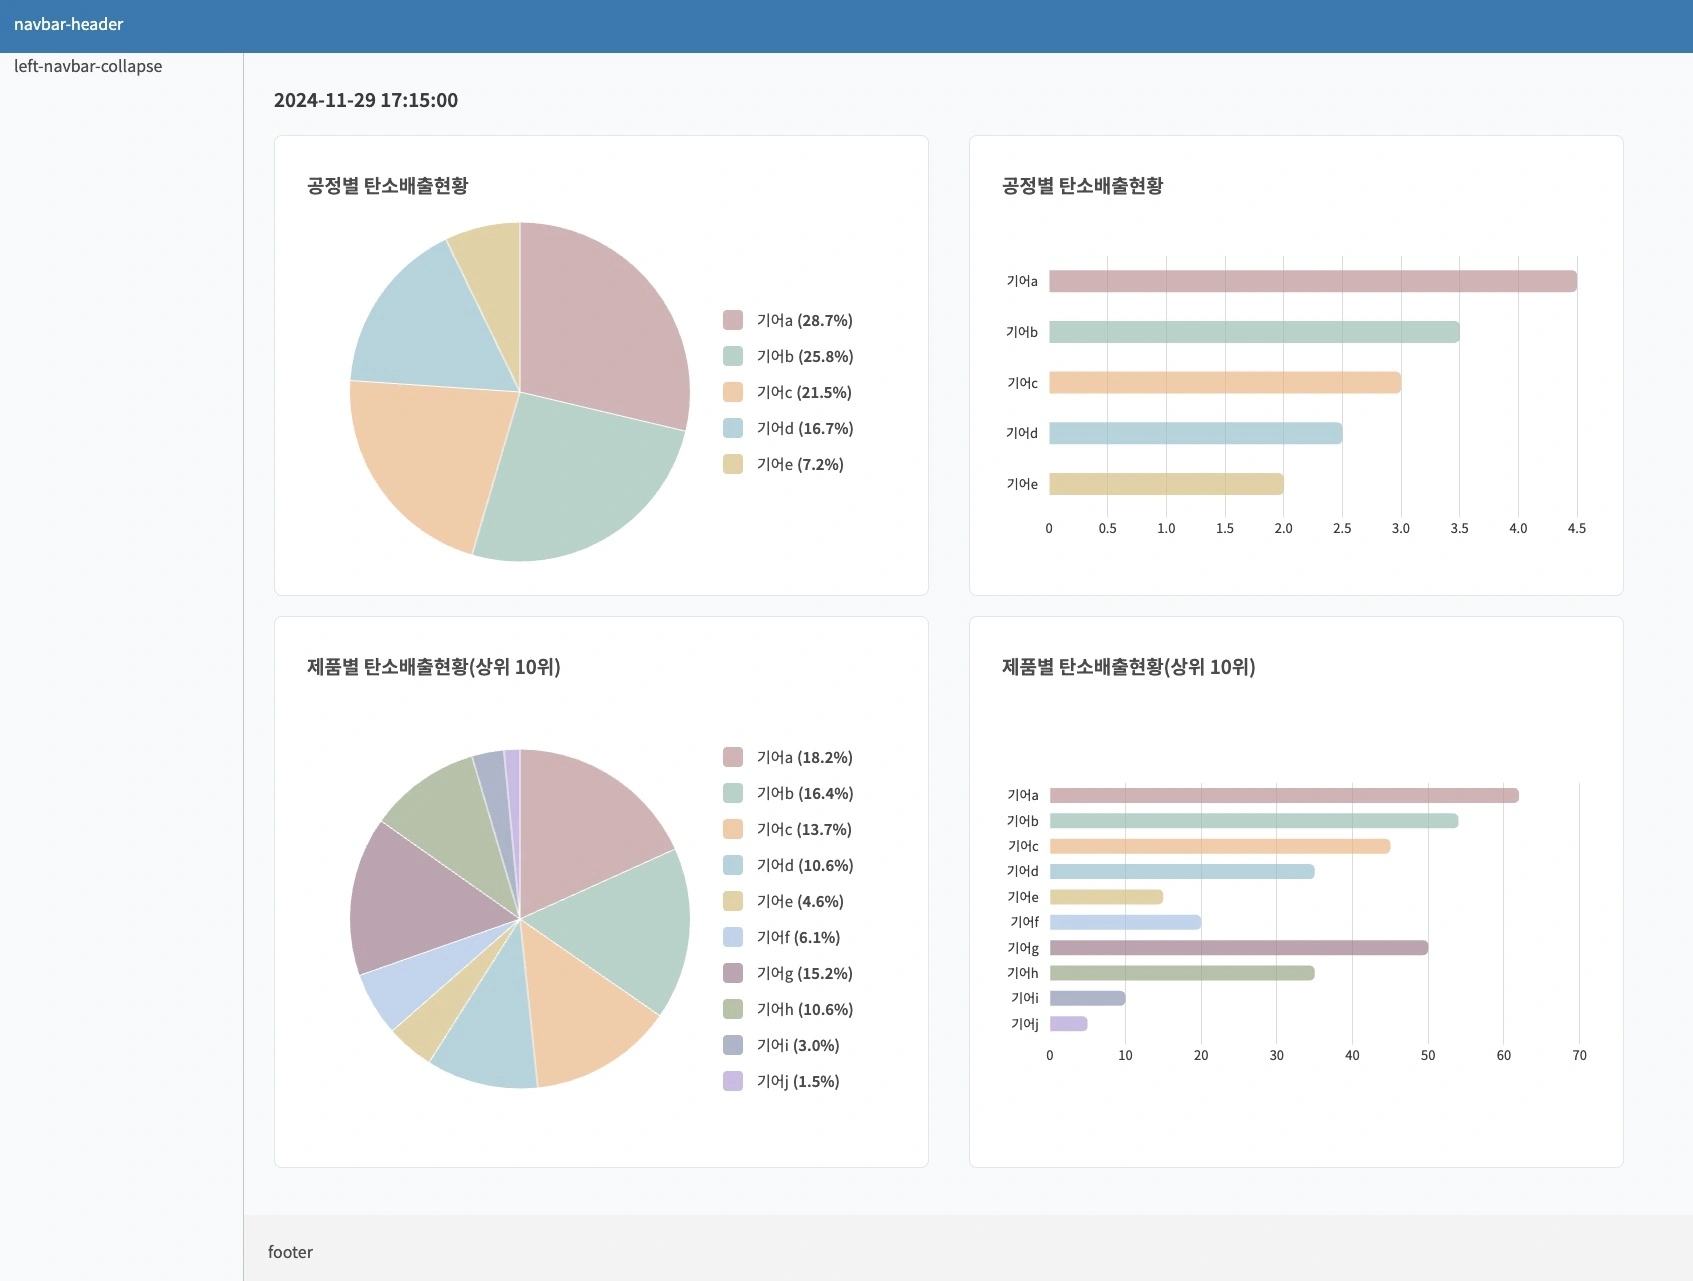 navbar-header
left-navbar-collapse
2024-11-29 17:15:00
공정별 탄소배출현황
기어a (28.7%)
기어b (25.8%)
기어c (21.5%)
기어d (16.7%)
기어e (7.2%)
공정별 탄소배출현황
기어a
기어b
기어c
기어d
기어e
0 0.5 1.0 1.5 2.0 2.5 3.0 3.5 4.0 4.5
제품별 탄소배출현황(상위 10위)
기어a (18.2%)
기어b (16.4%)
기어c (13.7%)
기어d (10.6%)
기어e (4.6%)
기어f (6.1%)
기어g (15.2%)
기어h (10.6%)
기어i (3.0%)
기어j (1.5%)
제품별 탄소배출현황(상위 10위)
기어a
기어b
기어c
기어d
기어e
기어f
기어g
기어h
기어i
기어j
0 10 20 30 40 50 60 70
footer